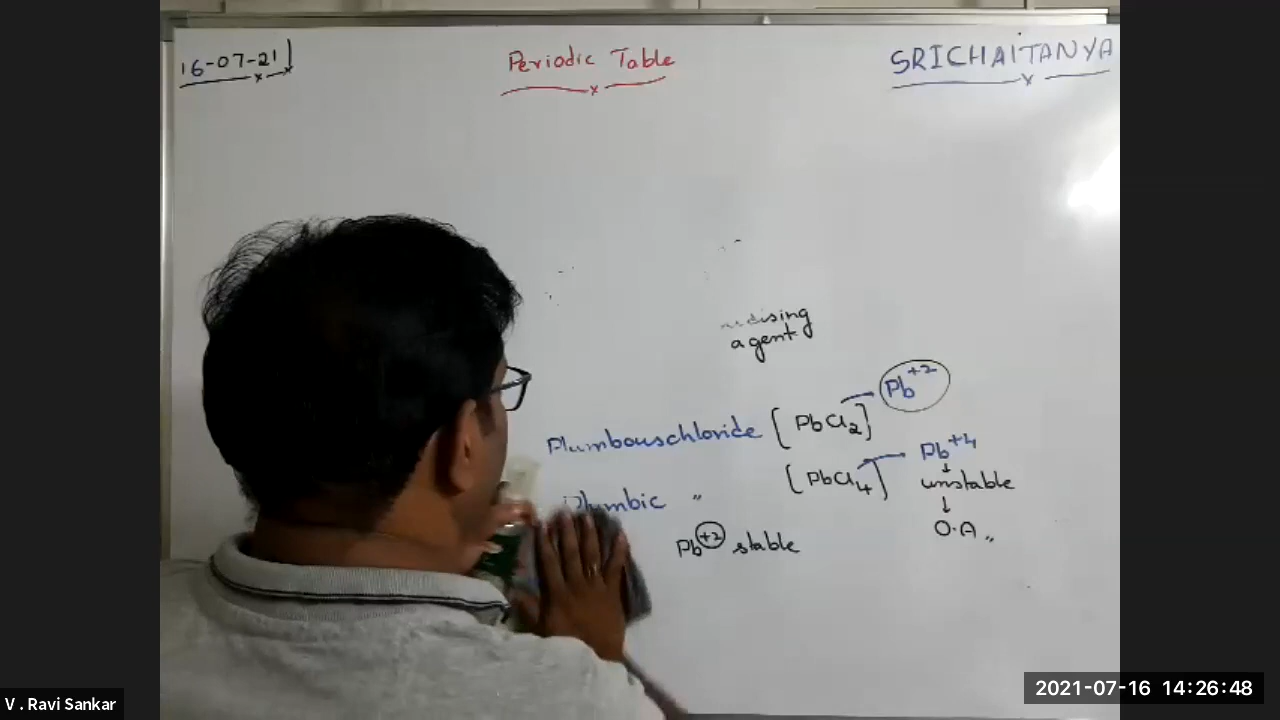 16-07-21
Periodic Table
SRICHAITANYA
agent.
Plumbouschloride [PbCl2] Pb+2
Plumbic " [PbCl4] Pb+4
↓
unstable
↓
O.A,,
Pb+2 stable
V . Ravi Sankar
2021-07-16 14:26:48